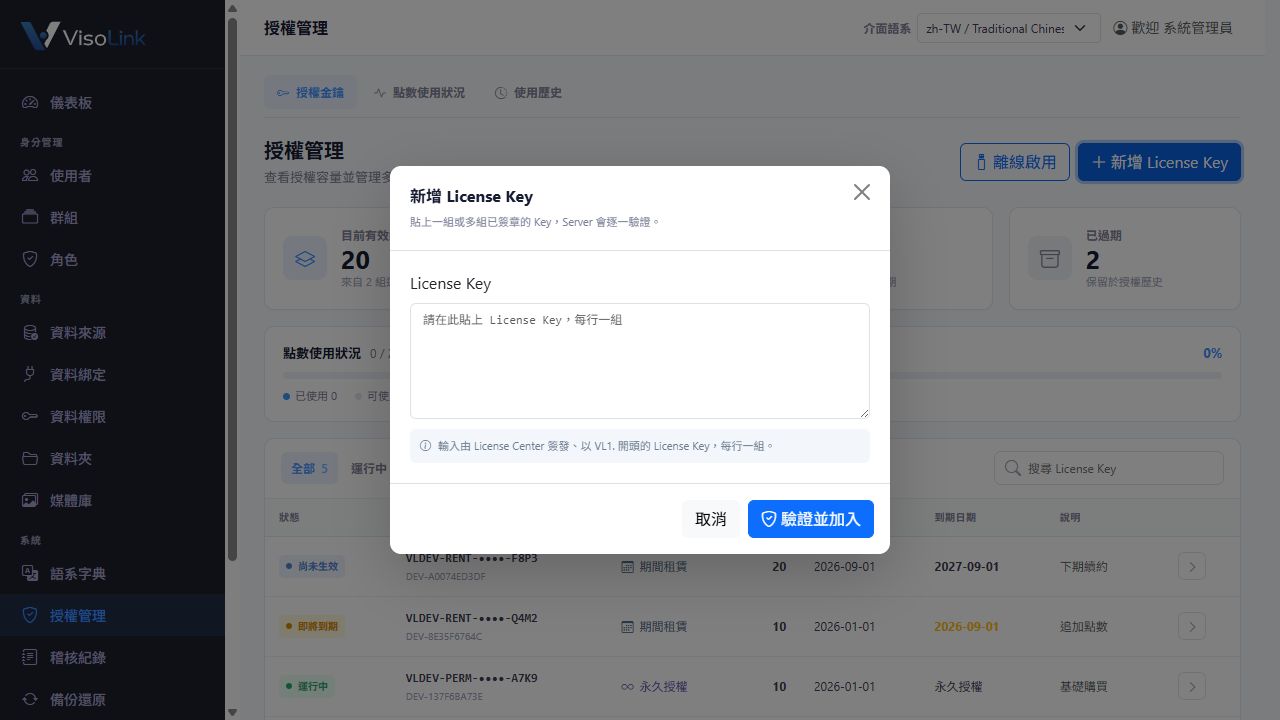 VisoLink
儀表板
身分管理
使用者
群組
角色
資料
資料來源
資料綁定
資料權限
資料夾
媒體庫
系統
語系字典
授權管理
稽核紀錄
備份還原
授權管理
介面語系
zh-TW / Traditional Chines
歡迎 系統管理員
授權金鑰
點數使用狀況
使用歷史
授權管理
查看授權容量並管理多
離線啟用
新增 License Key
目前有效
20
來自 2 組
期
已過期
2
保留於授權歷史
點數使用狀況 0 / 2
0%
已使用 0
可使
全部 5
運行中
搜尋 License Key
狀態
到期日期
說明
尚未生效
VLDEV-RENT-••••-F8P3
DEV-A0074ED3DF
期間租賃
20
2026-09-01
2027-09-01
下期續約
即將到期
VLDEV-RENT-••••-Q4M2
DEV-8E35F6764C
期間租賃
10
2026-01-01
2026-09-01
追加點數
運行中
VLDEV-PERM-••••-A7K9
DEV-137F6BA73E
永久授權
10
2026-01-01
永久授權
基礎購買
新增 License Key
貼上一組或多組已簽章的 Key，Server 會逐一驗證。
License Key
請在此貼上 License Key，每行一組
輸入由 License Center 簽發、以 VL1. 開頭的 License Key，每行一組。
取消
驗證並加入